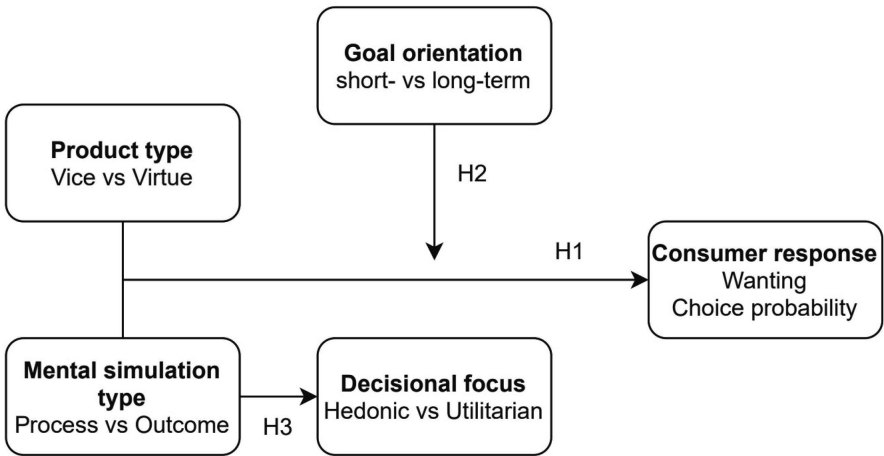 Goal orientation
short- vs long-term
Product type
Vice vs Virtue
H2
H1
Consumer response
Wanting
Choice probability
Mental simulation
type
Process vs Outcome
H3
Decisional focus
Hedonic vs Utilitarian